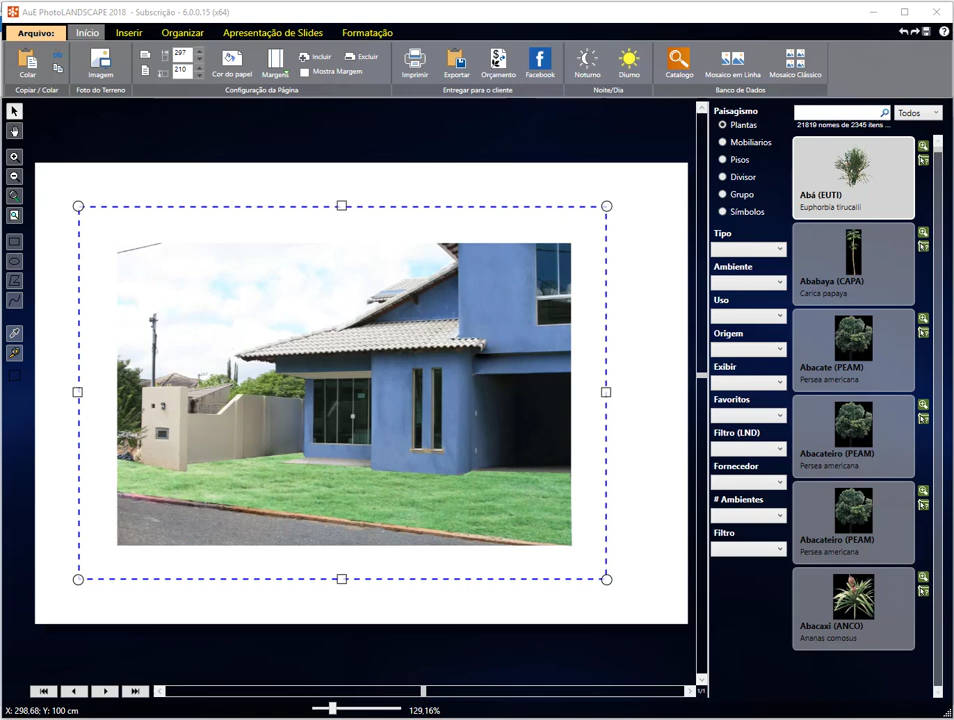 AuE PhotoLANDSCAPE 2018 - Subscrição - 6.0.0.15 (x64)
Arquivo: Início Inserir Organizar Apresentação de Slides Formatação
297
210
Incluir Excluir
Mostra Margem
Colar Imagem Cor do papel Margens Imprimir Exportar Orçamento Facebook Noturno Diurno Catalogo Mosaico em Linha Mosaico Clássico
Copiar / Colar Foto do Terreno Configuração da Página Entregar para o cliente Noite/Dia Banco de Dados
Paisagismo
Plantas
Mobiliarios
Pisos
Divisor
Grupo
Símbolos
Tipo
Ambiente
Uso
Origem
Exibir
Favoritos
Filtro (LND)
Fornecedor
# Ambientes
Filtro
Todos
21819 nomes de 2345 itens ...
Abá (EUTI)
Euphorbia tirucalli
Ababaya (CAPA)
Carica papaya
Abacate (PEAM)
Persea americana
Abacateiro (PEAM)
Persea americana
Abacateiro (PEAM)
Persea americana
Abacaxi (ANCO)
Ananas comosus
1/1
X: 298,68; Y: 100 cm
129,16%